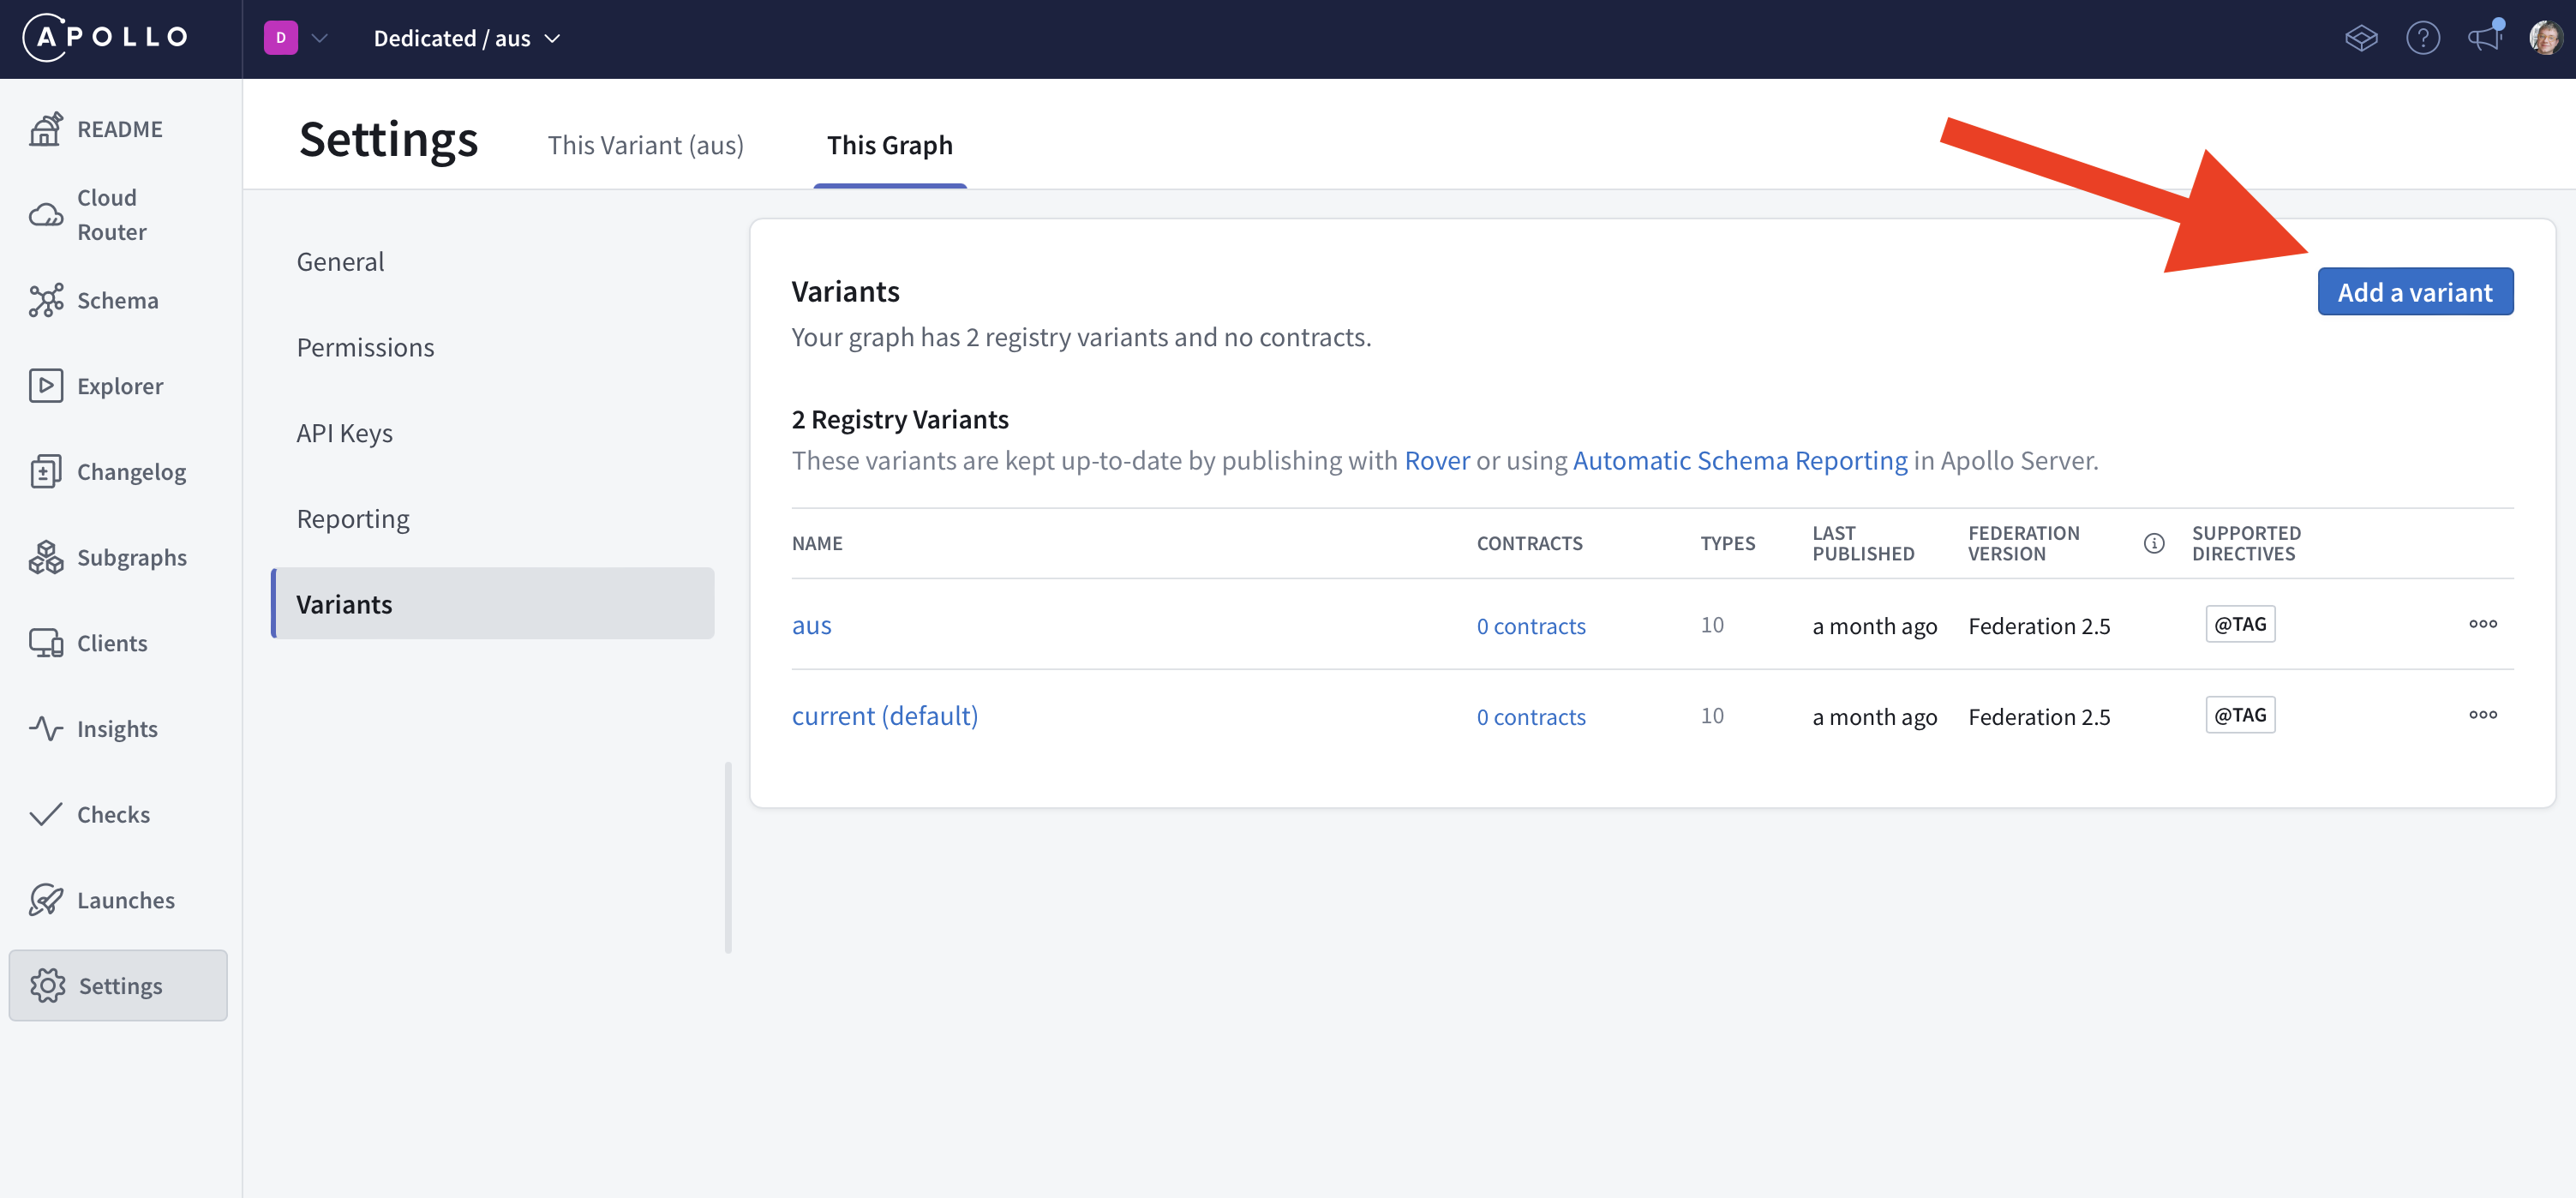 APOLLO
D
Dedicated / aus
README
Cloud
Router
Schema
Explorer
Changelog
Subgraphs
Clients
Insights
Checks
Launches
Settings
Settings
This Variant (aus)
This Graph
General
Permissions
API Keys
Reporting
Variants
Variants
Add a variant
Your graph has 2 registry variants and no contracts.
2 Registry Variants
These variants are kept up-to-date by publishing with Rover or using Automatic Schema Reporting in Apollo Server.
NAME
CONTRACTS
TYPES
LAST
PUBLISHED
FEDERATION
VERSION
SUPPORTED
DIRECTIVES
aus
0 contracts
10
a month ago
Federation 2.5
@TAG
current (default)
0 contracts
10
a month ago
Federation 2.5
@TAG